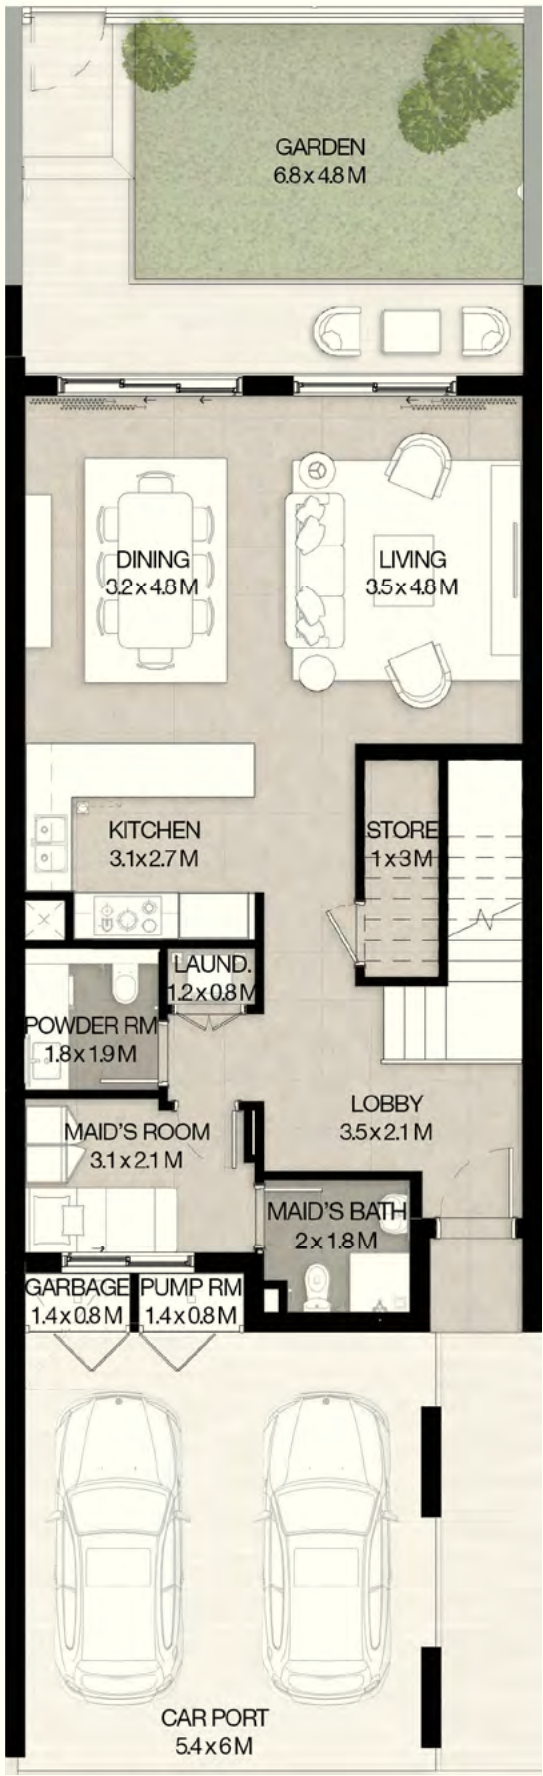 GARDEN
6.8 x 4.8 M
DINING
3.2 x 4.8 M
LIVING
3.5 x 4.8 M
KITCHEN
3.1 x 2.7 M
STORE
1 x 3 M
LAUND.
1.2 x 0.8 M
POWDER RM
1.8 x 1.9 M
LOBBY
3.5 x 2.1 M
MAID'S ROOM
3.1 x 2.1 M
MAID'S BATH
2 x 1.8 M
GARBAGE
1.4 x 0.8 M
PUMP RM
1.4 x 0.8 M
CAR PORT
5.4 x 6 M